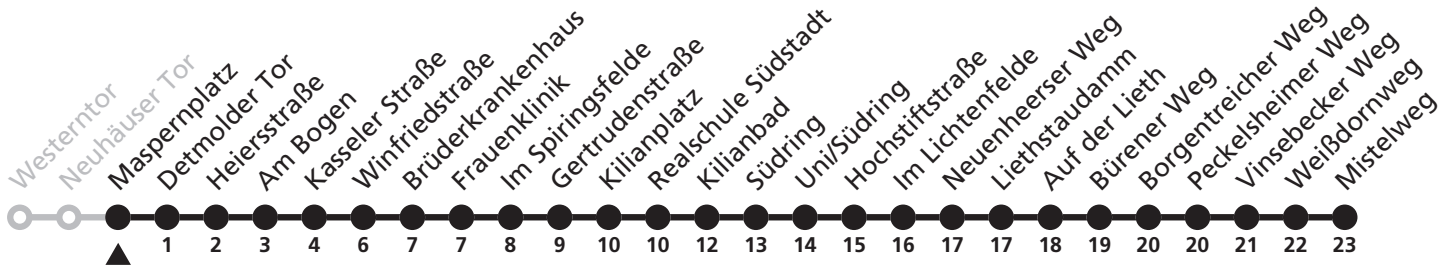 Westerntor
Neuhäuser Tor
Maspernplatz
Detmolder Tor
Heiersstraße
Am Bogen
Kasseler Straße
Winfriedstraße
Brüderkrankenhaus
Frauenklinik
Im Spiringsfelde
Gertrudenstraße
Kilianplatz
Realschule Südstadt
Kilianbad
Südring
Uni/Südring
Hochstiftstraße
Im Lichtenfelde
Neuenheerser Weg
Liethstaudamm
Auf der Lieth
Bürener Weg
Borgentreicher Weg
Peckelsheimer Weg
Vinsebecker Weg
Weißdornweg
Mistelweg
1 2 3 4 6 7 7 8 9 10 10 12 13 14 15 16 17 17 18 19 20 20 21 22 23